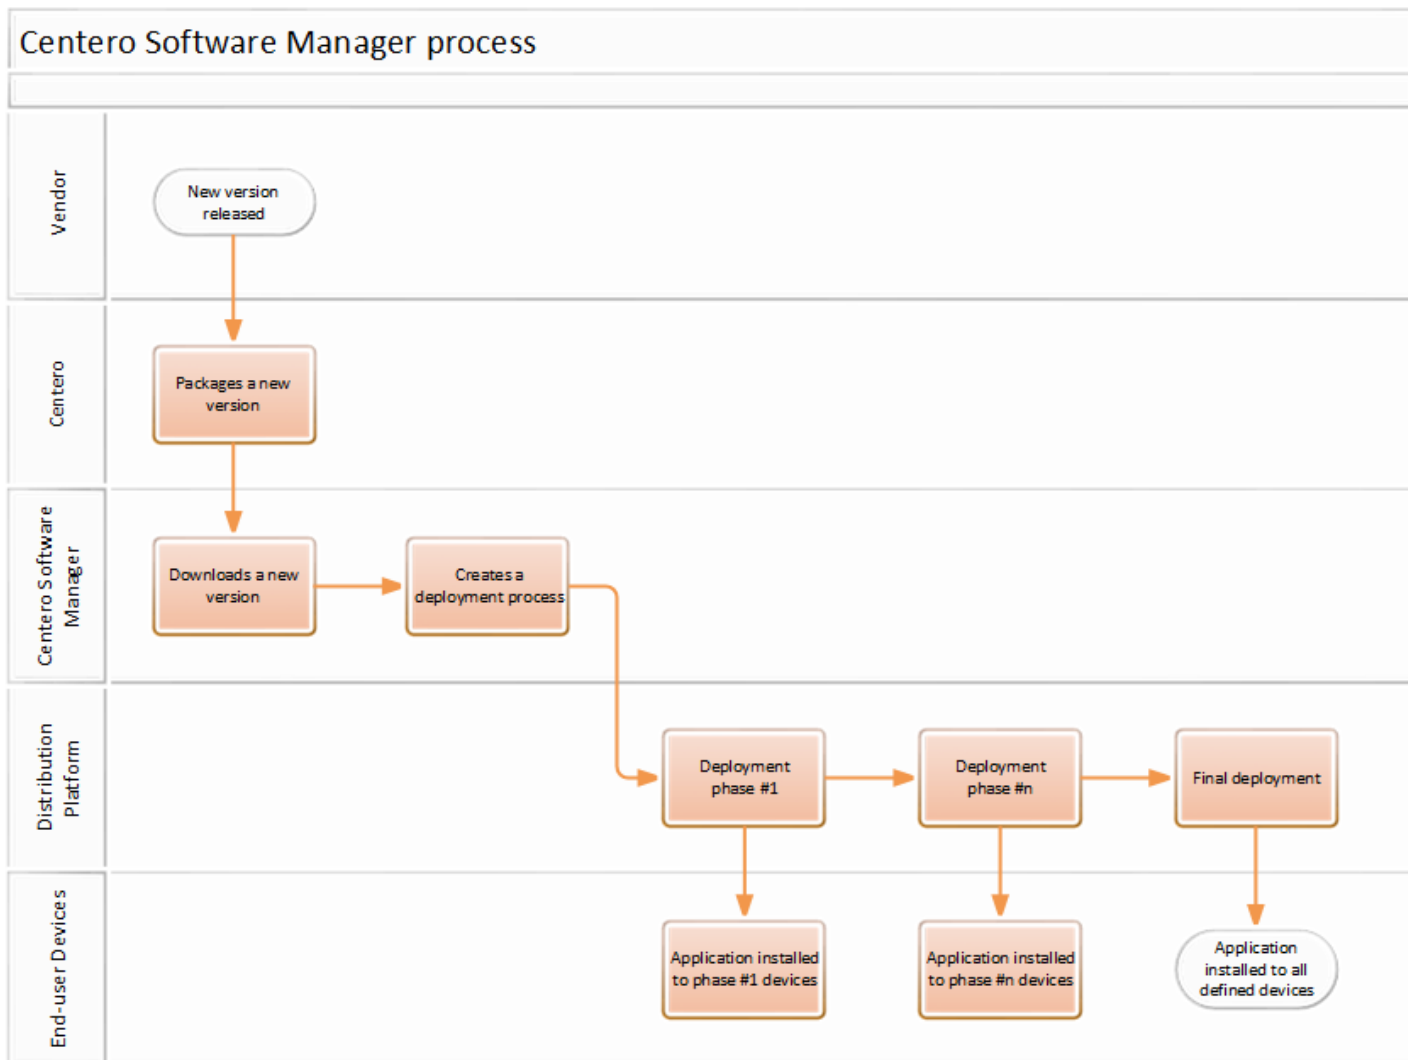 Centero Software Manager process
Vendor
New version
released
Centero
Packages a new
version
Centero Software
Manager
Downloads a new
version
Creates a
deployment process
Distribution
Platform
Deployment
phase #1
Deployment
phase #n
Final deployment
End-user Devices
Application installed
to phase #1 devices
Application installed
to phase #n devices
Application
installed to all
defined devices